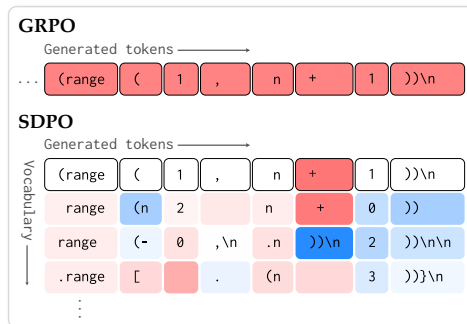 GRPO
Generated tokens
... (range ( 1 , n + 1 ))\n
SDPO
Generated tokens
Vocabulary
(range ( 1 , n + 1 ))\n
range (n 2 n + 0 ))
range (- 0 ,\n .n ))\n 2 ))\n\n
.range [ . (n 3 ))}\n
⋮